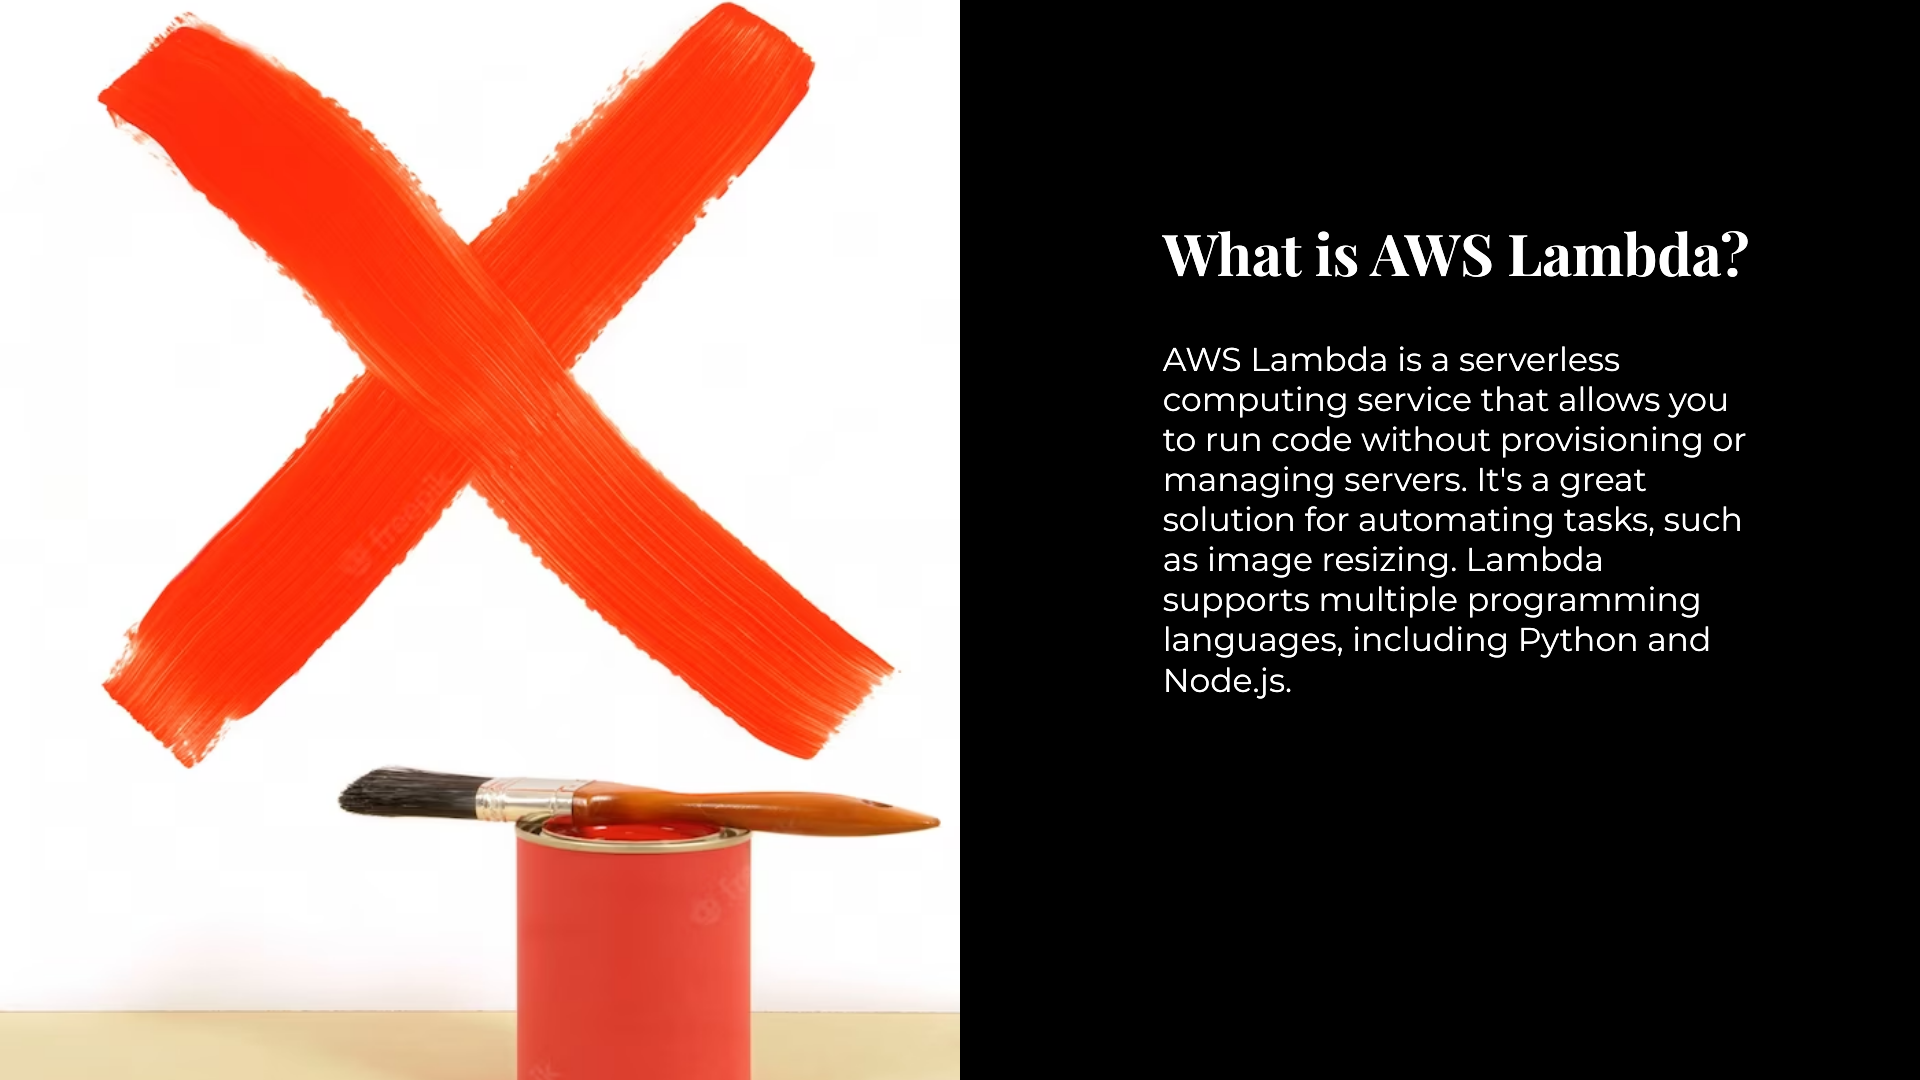 What is AWS Lambda?
AWS Lambda is a serverless
computing service that allows you
to run code without provisioning or
managing servers. It's a great
solution for automating tasks, such
as image resizing. Lambda
supports multiple programming
languages, including Python and
Node.js.
freepik